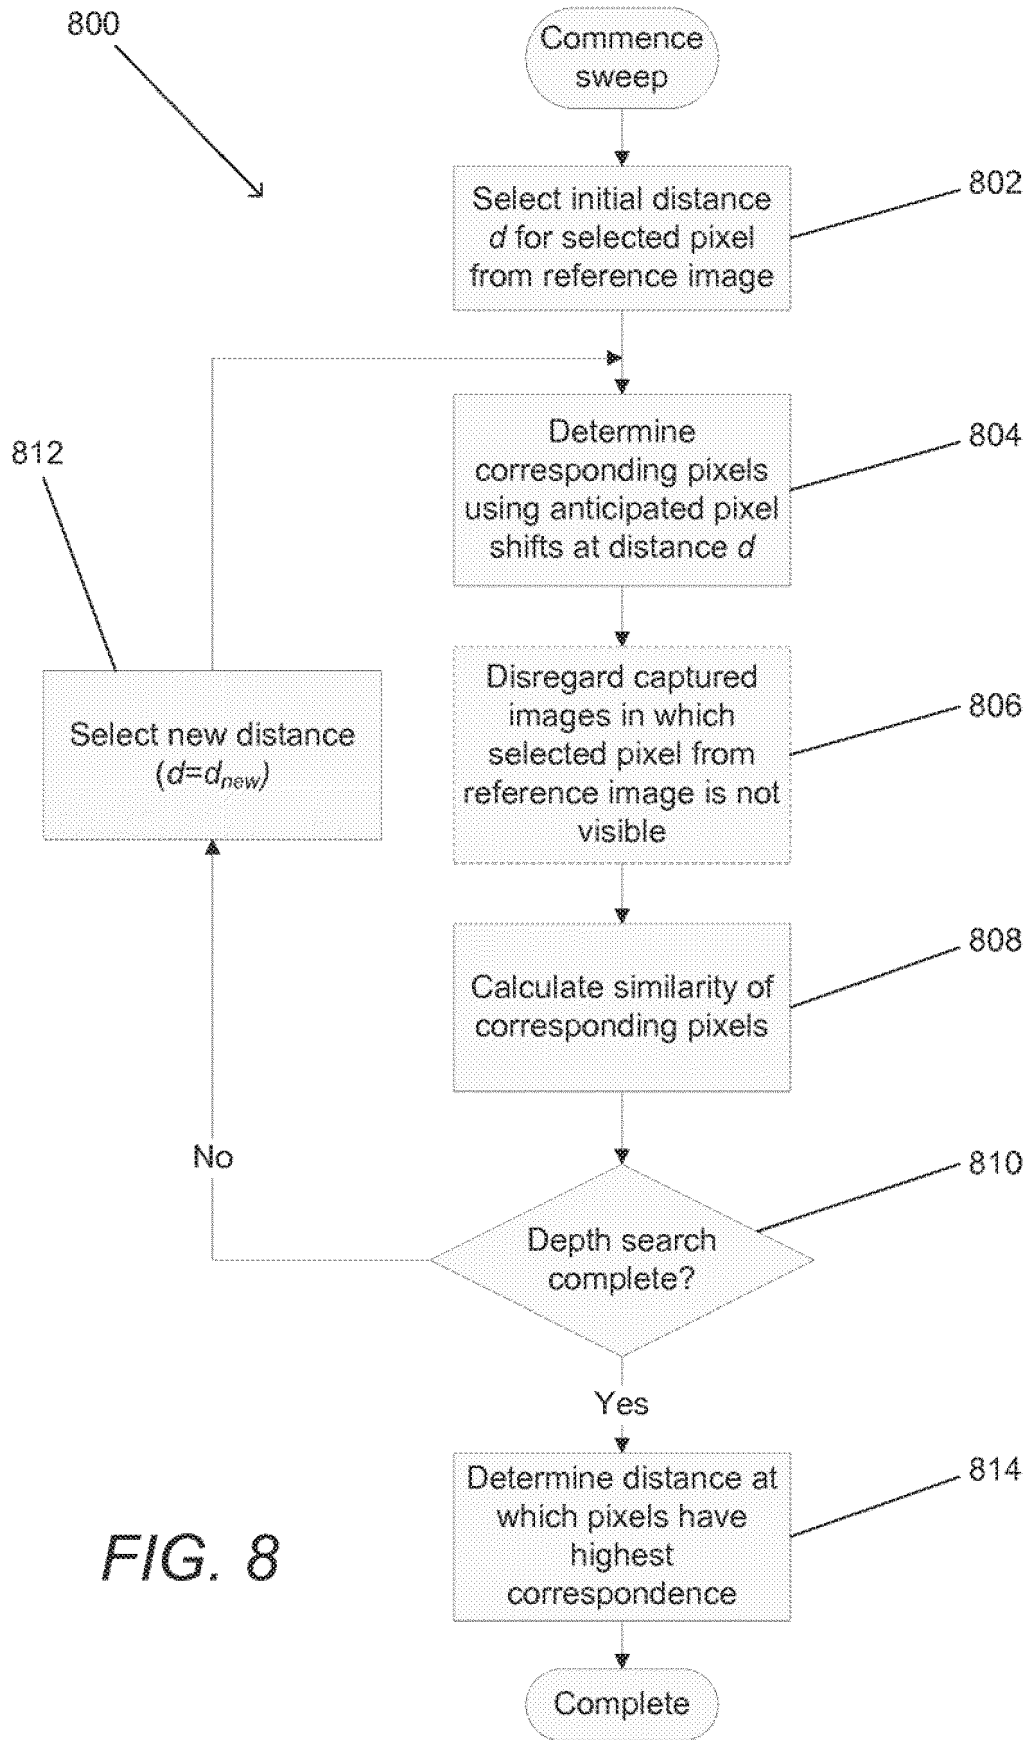 800
Commence
sweep
Select initial distance
d for selected pixel
from reference image
802
Determine
corresponding pixels
using anticipated pixel
shifts at distance d
804
812
Select new distance
(d=dnew)
Disregard captured
images in which
selected pixel from
reference image is not
visible
806
Calculate similarity of
corresponding pixels
808
No
Depth search
complete?
810
Yes
Determine distance at
which pixels have
highest
correspondence
814
FIG. 8
Complete